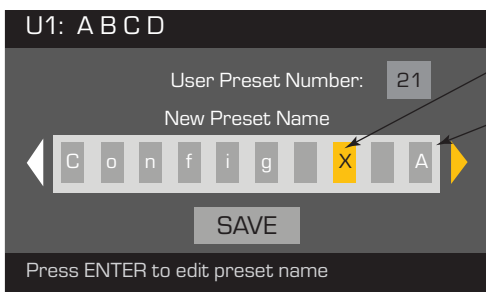 U1: A B C D
User Preset Number: 21
New Preset Name
C o n f i g X A
SAVE
Press ENTER to edit preset name